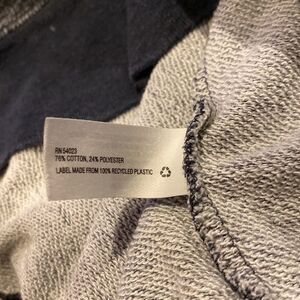 RN 54023
76% COTTON, 24% POLYESTER
LABEL MADE FROM 100% RECYCLED PLASTIC